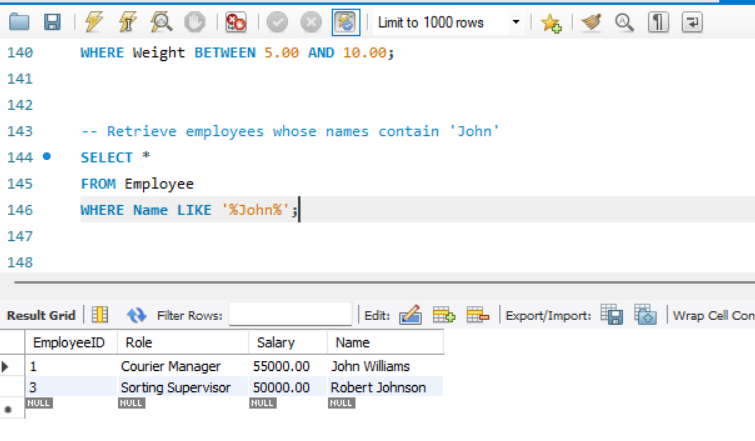 Limit to 1000 rows
140 WHERE Weight BETWEEN 5.00 AND 10.00;
141
142
143 -- Retrieve employees whose names contain 'John'
144 SELECT *
145 FROM Employee
146 WHERE Name LIKE '%John%';
147
148
Result Grid Filter Rows: Edit: Export/Import: Wrap Cell Con
EmployeeID Role Salary Name
1 Courier Manager 55000.00 John Williams
3 Sorting Supervisor 50000.00 Robert Johnson
NULL NULL NULL NULL